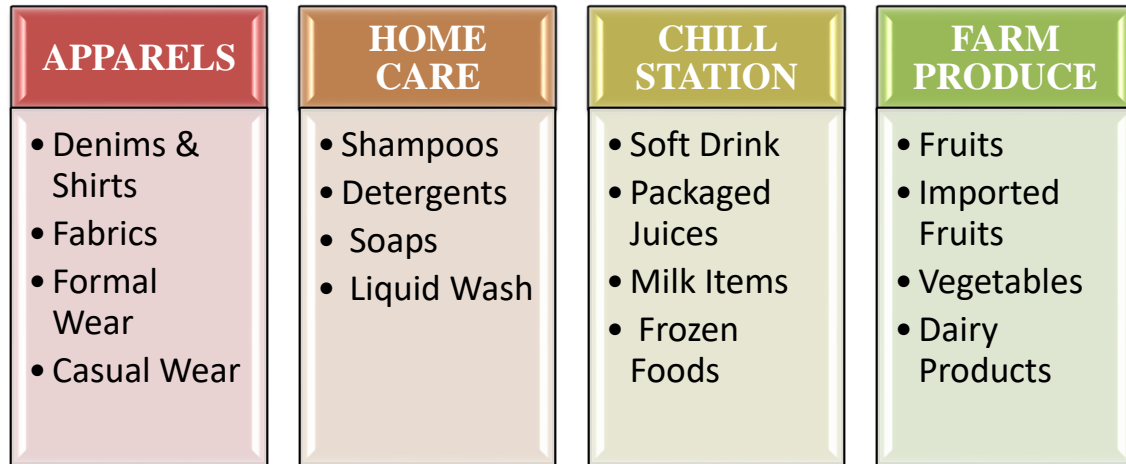 APPARELS
• Denims &
Shirts
• Fabrics
• Formal
Wear
• Casual Wear
HOME
CARE
• Shampoos
• Detergents
• Soaps
• Liquid Wash
CHILL
STATION
• Soft Drink
• Packaged
Juices
• Milk Items
• Frozen
Foods
FARM
PRODUCE
• Fruits
• Imported
Fruits
• Vegetables
• Dairy
Products